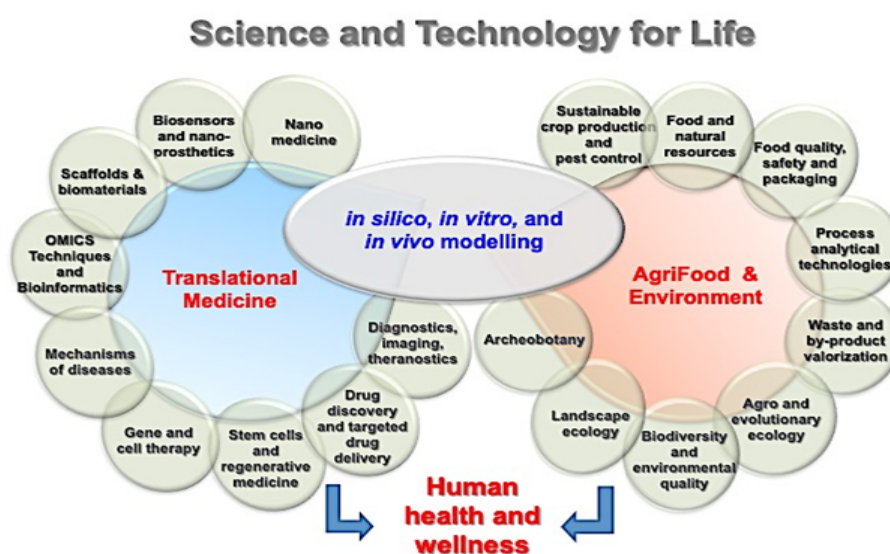 Science and Technology for Life
Biosensors
and nano-
prosthetics
Nano
medicine
Scaffolds &
biomaterials
OMICS
Techniques
and
Bioinformatics
Mechanisms
of diseases
Gene and
cell therapy
Stem cells
and
regenerative
medicine
Drug
discovery
and targeted
drug
delivery
Diagnostics,
imaging,
theranostics
Translational
Medicine
in silico, in vitro, and
in vivo modelling
Sustainable
crop production
and
pest control
Food and
natural
resources
Food quality,
safety and
packaging
Process
analytical
technologies
Waste and
by-product
valorization
Agro and
evolutionary
ecology
Biodiversity
and
environmental
quality
Landscape
ecology
Archeobotany
AgriFood &
Environment
Human
health and
wellness